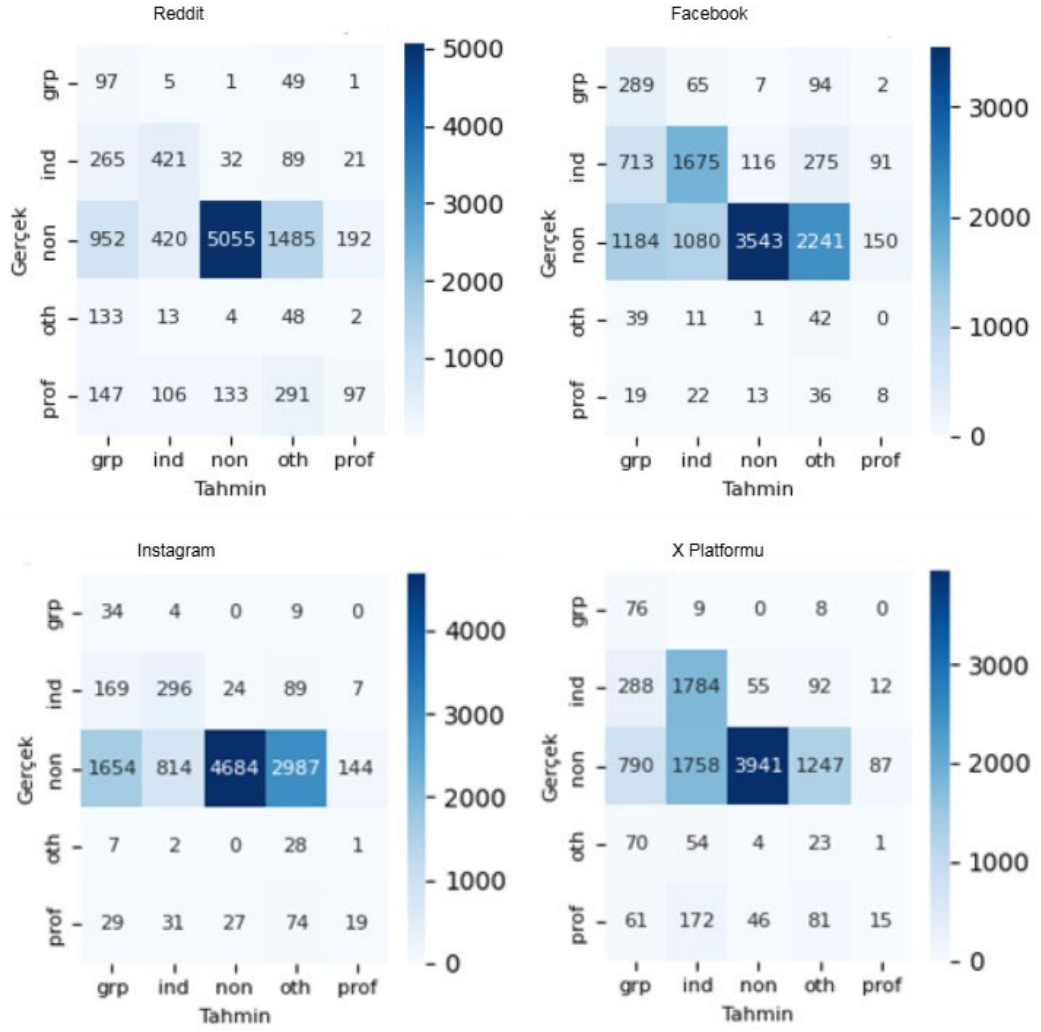 Reddit
Facebook
grp 97 5 1 49 1
ind 265 421 32 89 21
non 952 420 5055 1485 192
oth 133 13 4 48 2
prof 147 106 133 291 97
Gerçek
grp ind non oth prof
Tahmin
5000
4000
3000
2000
1000
grp 289 65 7 94 2
ind 713 1675 116 275 91
non 1184 1080 3543 2241 150
oth 39 11 1 42 0
prof 19 22 13 36 8
Gerçek
grp ind non oth prof
Tahmin
3000
2000
1000
0
Instagram
X Platformu
grp 34 4 0 9 0
ind 169 296 24 89 7
non 1654 814 4684 2987 144
oth 7 2 0 28 1
prof 29 31 27 74 19
Gerçek
grp ind non oth prof
Tahmin
4000
3000
2000
1000
0
grp 76 9 0 8 0
ind 288 1784 55 92 12
non 790 1758 3941 1247 87
oth 70 54 4 23 1
prof 61 172 46 81 15
Gerçek
grp ind non oth prof
Tahmin
3000
2000
1000
0